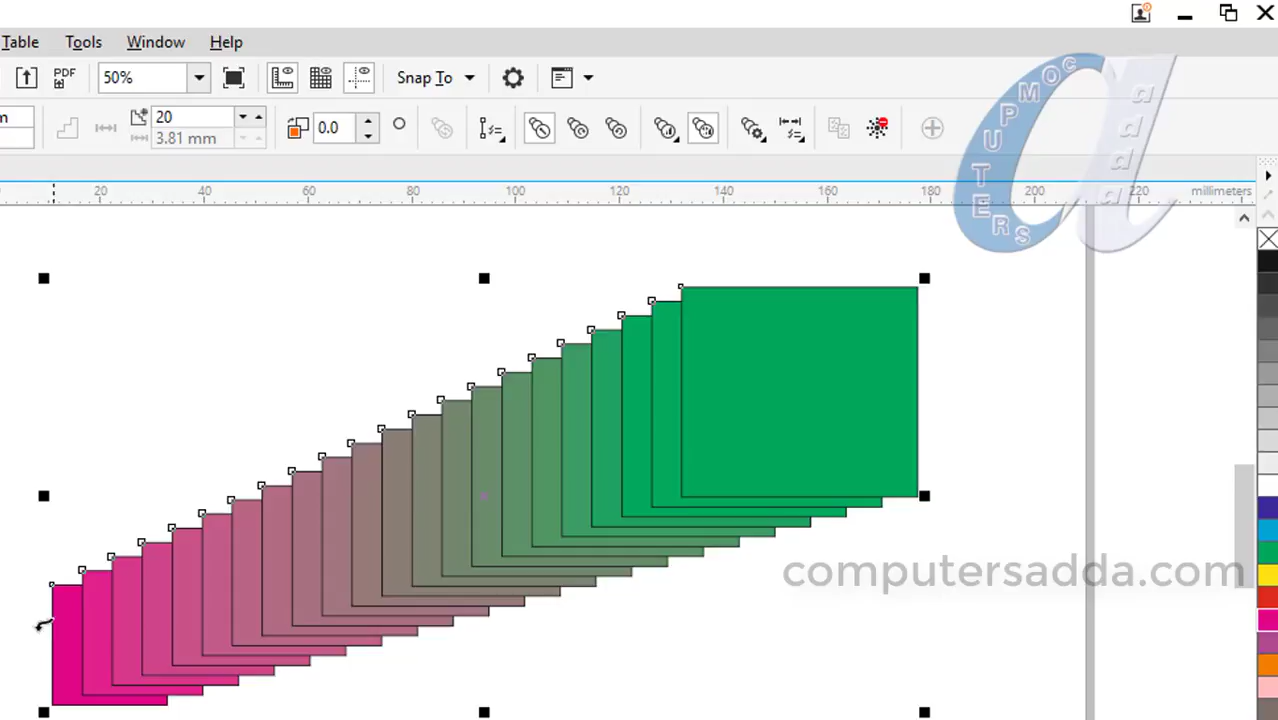 Table Tools Window Help
PDF 50% Snap To
m 20 0.0
3.81 mm
20 40 60 80 100 120 140 160 180 200 220 millimeters
COMPUTERS
adda
computersadda.com